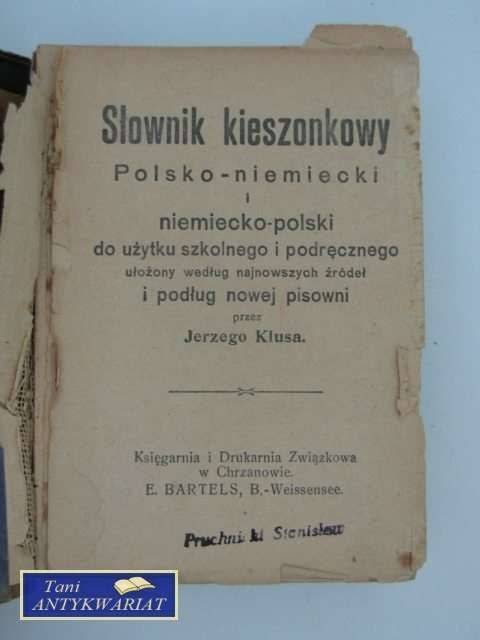 Słownik kieszonkowy
Polsko-niemiecki
i
niemiecko-polski
do użytku szkolnego i podręcznego
ułożony według najnowszych źródeł
i podług nowej pisowni
przez
Jerzego Klusa.
Księgarnia i Drukarnia Związkowa
w Chrzanowie.
E. BARTELS, B.-Weissensee.
Stanisław
Tani
ANTYKWARIAT